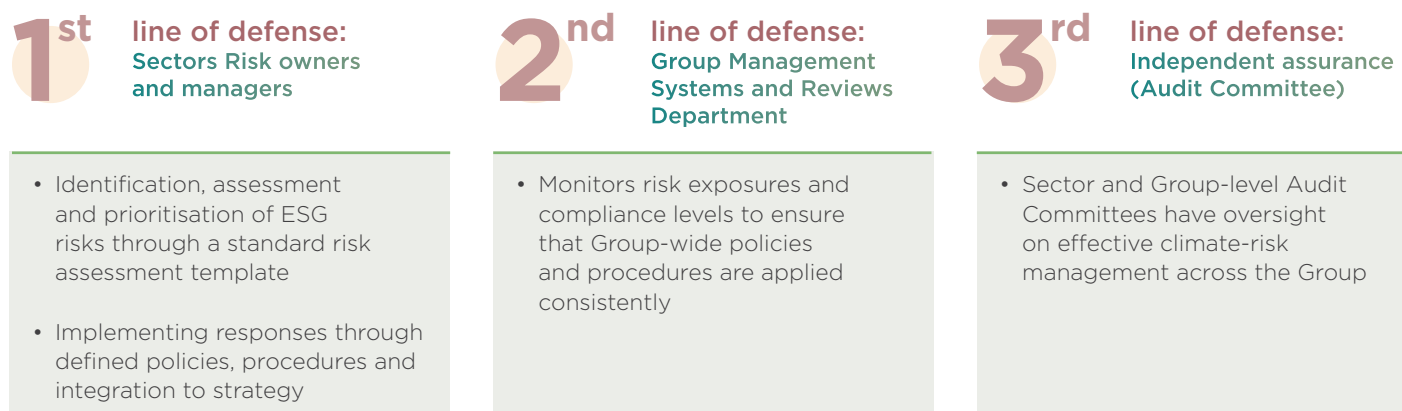 1st
line of defense:
Sectors Risk owners
and managers
• Identification, assessment
and prioritisation of ESG
risks through a standard risk
assessment template
• Implementing responses through
defined policies, procedures and
integration to strategy
2nd
line of defense:
Group Management
Systems and Reviews
Department
• Monitors risk exposures and
compliance levels to ensure
that Group-wide policies
and procedures are applied
consistently
3rd
line of defense:
Independent assurance
(Audit Committee)
• Sector and Group-level Audit
Committees have oversight
on effective climate-risk
management across the Group